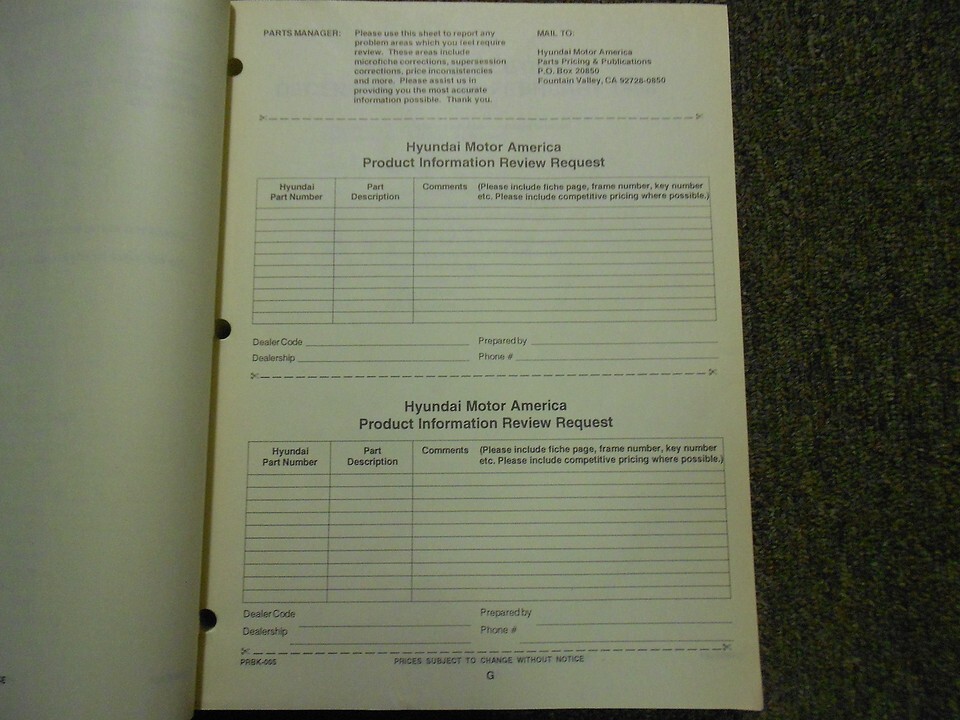 PARTS MANAGER: Please use this sheet to report any
problem areas which you feel require
review. These areas include
microfiche corrections, supersession
corrections, price inconsistencies
and more. Please assist us in
providing you the most accurate
information possible. Thank you.
MAIL TO:
Hyundai Motor America
Parts Pricing & Publications
P.O. Box 20850
Fountain Valley, CA 92728-0850
Hyundai Motor America
Product Information Review Request
Hyundai
Part Number
Part
Description
Comments (Please include fiche page, frame number, key number
etc. Please include competitive pricing where possible.)
Dealer Code Prepared by
Dealership Phone #
Hyundai Motor America
Product Information Review Request
Hyundai
Part Number
Part
Description
Comments (Please include fiche page, frame number, key number
etc. Please include competitive pricing where possible.)
Dealer Code Prepared by
Dealership Phone #
PRBK-005 PRICES SUBJECT TO CHANGE WITHOUT NOTICE
G